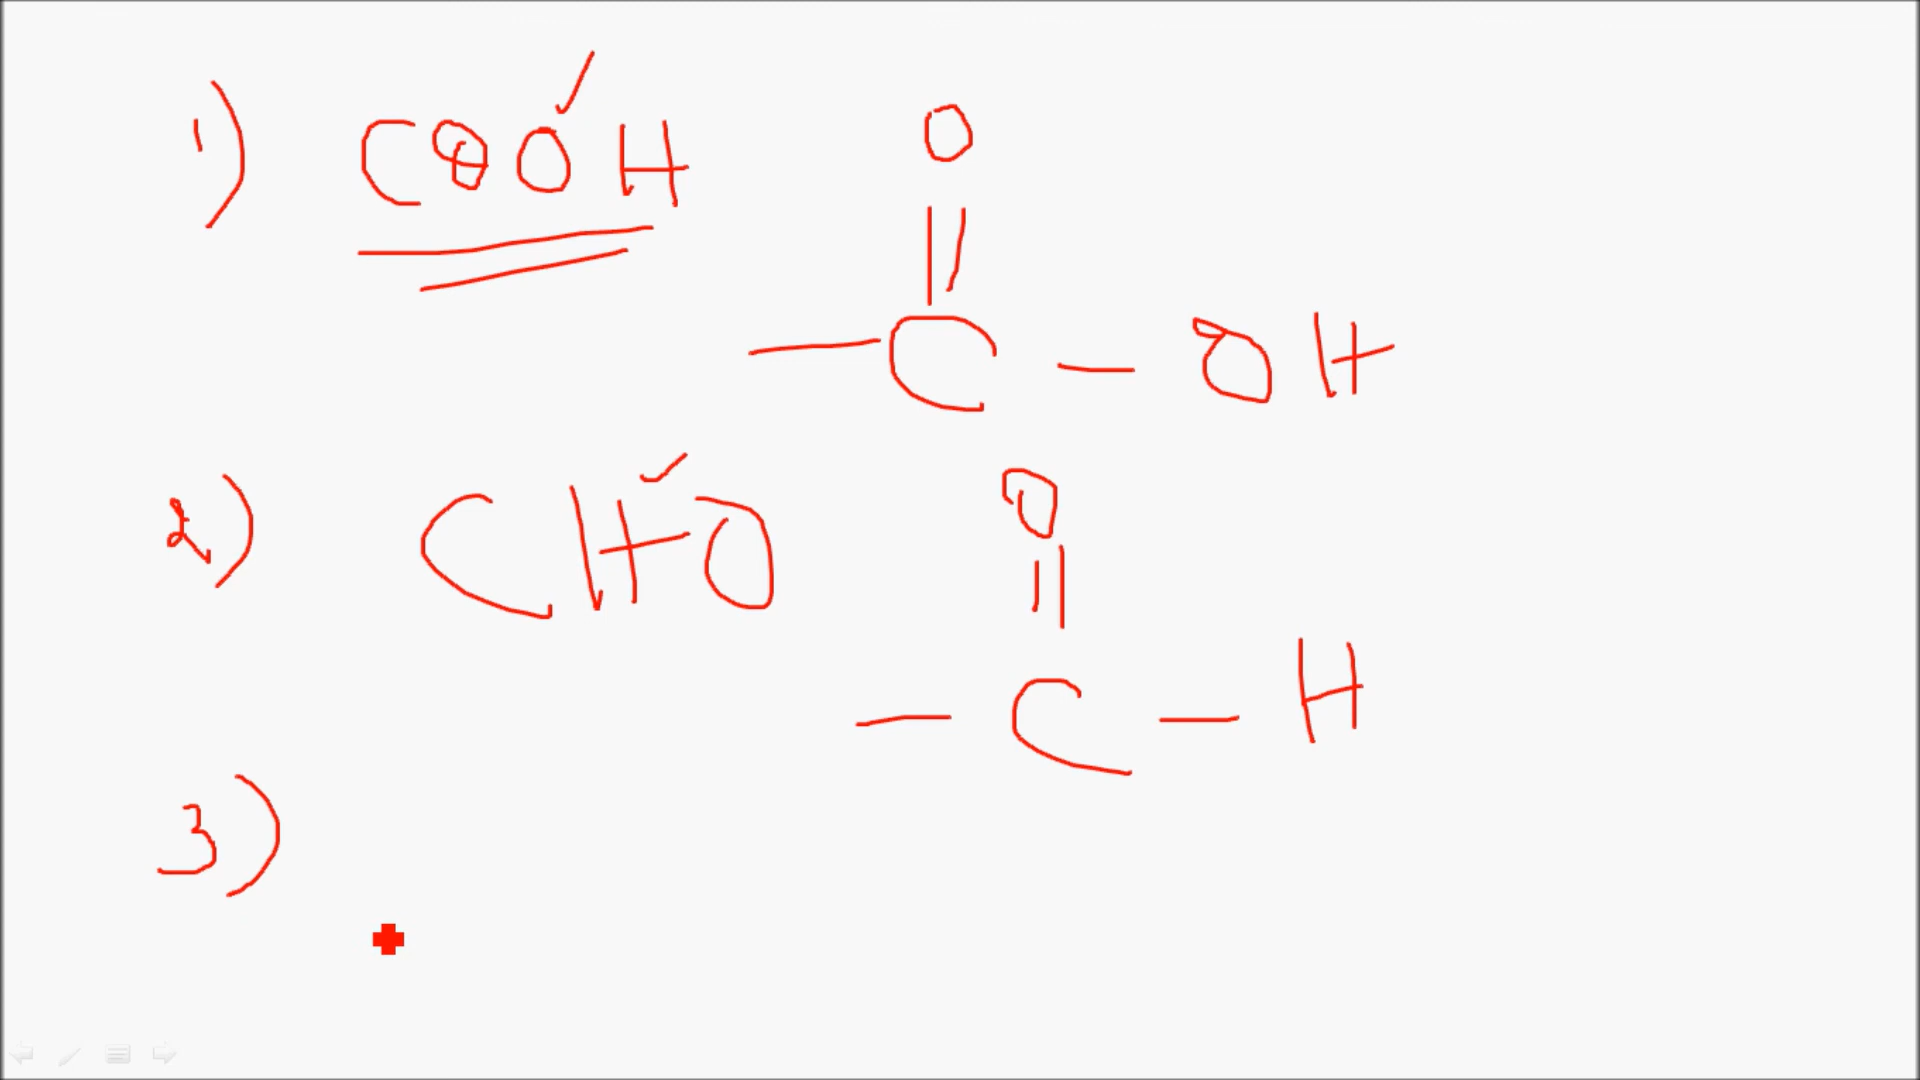 1) COOH
O
||
— C — OH
2) CHO
O
||
— C — H
3)